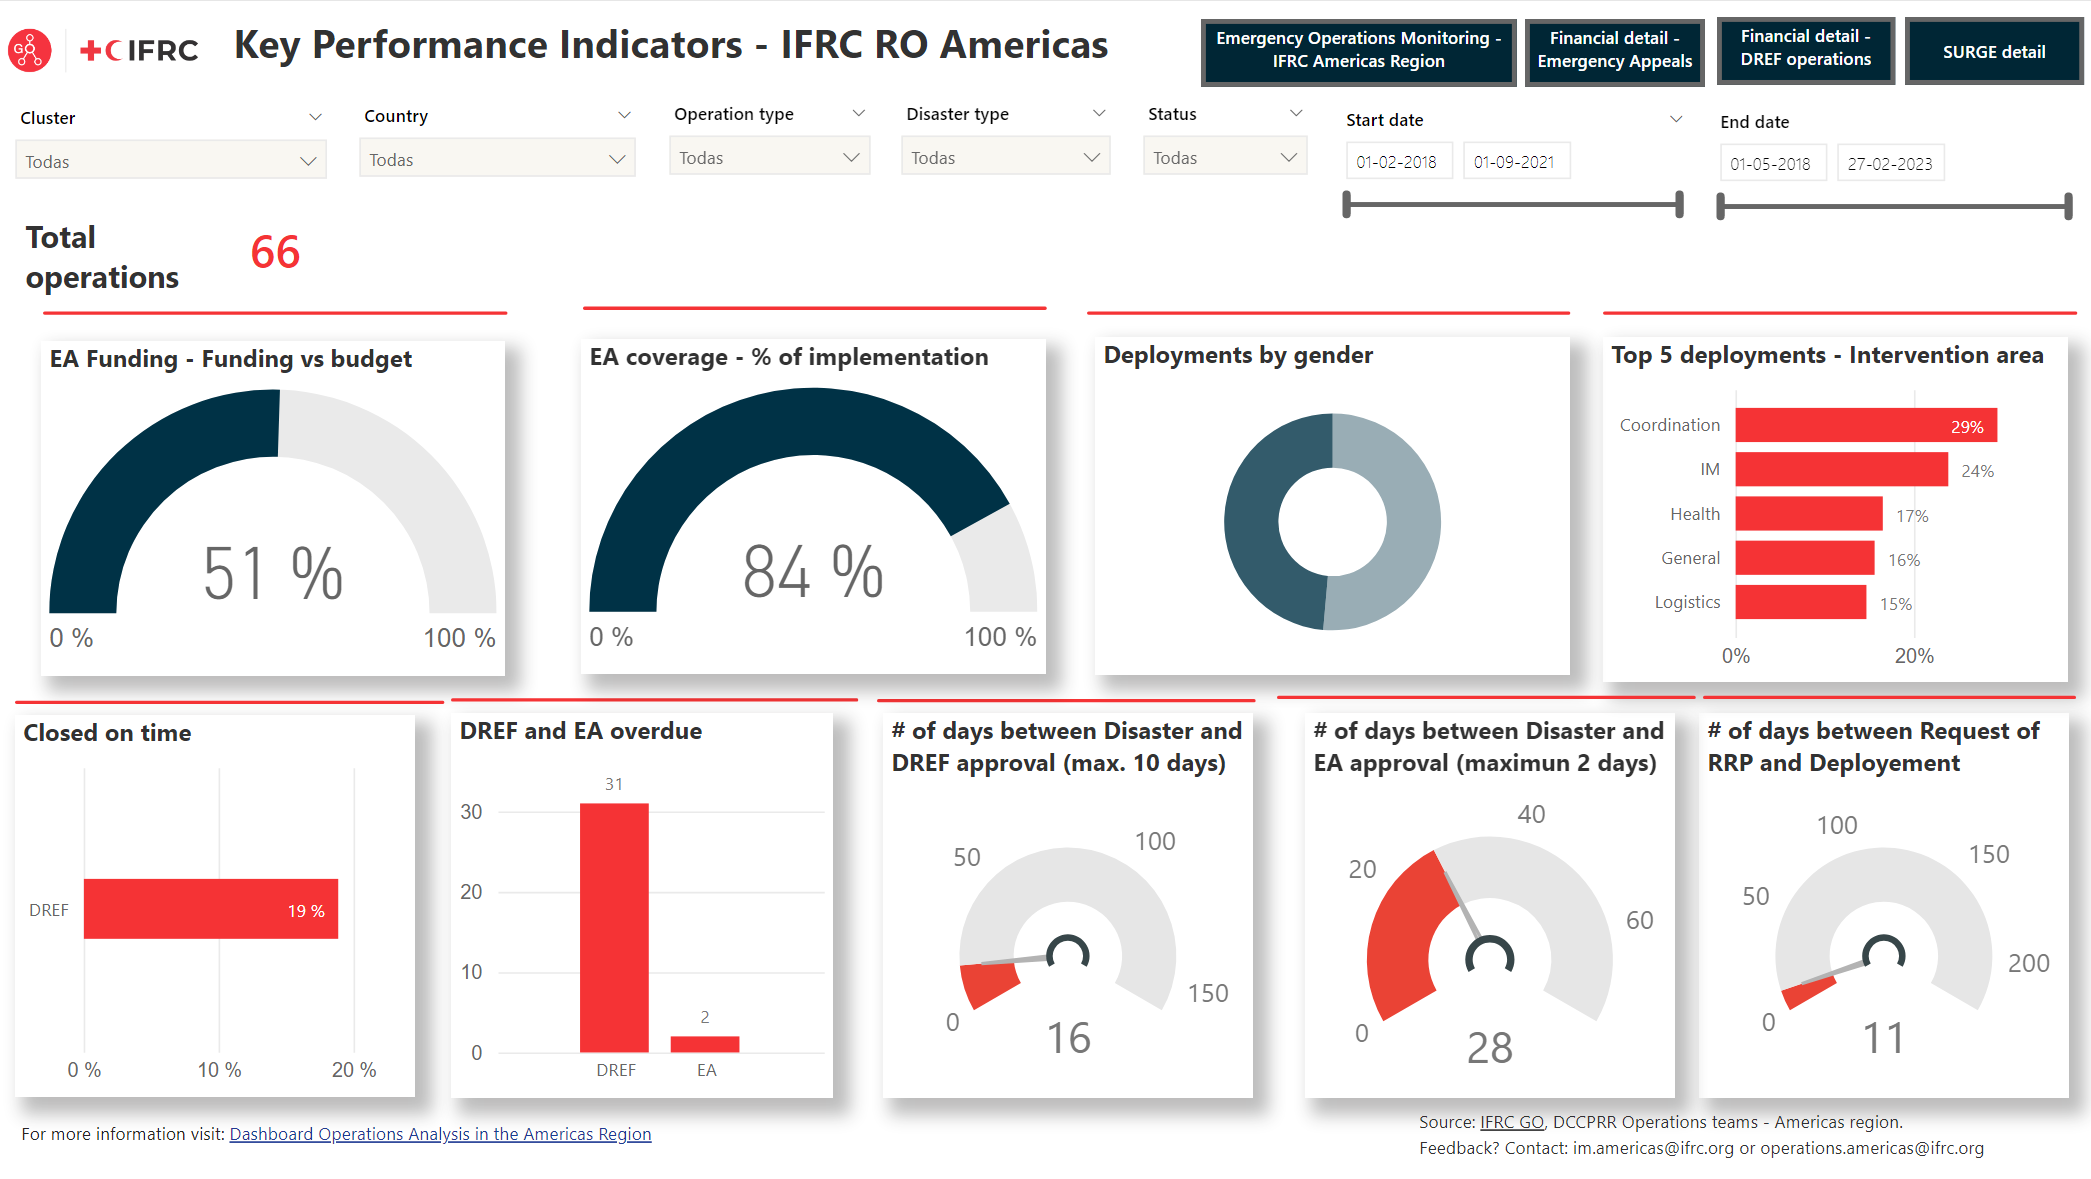 GO
IFRC
Key Performance Indicators - IFRC RO Americas
Emergency Operations Monitoring -
IFRC Americas Region
Financial detail -
Emergency Appeals
Financial detail -
DREF operations
SURGE detail
Cluster
Todas
Country
Todas
Operation type
Todas
Disaster type
Todas
Status
Todas
Start date
01-02-2018
01-09-2021
End date
01-05-2018
27-02-2023
Total
operations
66
EA Funding - Funding vs budget
51 %
0 %
100 %
EA coverage - % of implementation
84 %
0 %
100 %
Deployments by gender
Top 5 deployments - Intervention area
Coordination
29%
IM
24%
Health
17%
General
16%
Logistics
15%
0%
20%
Closed on time
DREF
19 %
0 %
10 %
20 %
DREF and EA overdue
30
20
10
0
31
2
DREF
EA
# of days between Disaster and
DREF approval (max. 10 days)
0
50
100
150
16
# of days between Disaster and
EA approval (maximun 2 days)
0
20
40
60
28
# of days between Request of
RRP and Deployement
0
50
100
150
200
11
For more information visit: Dashboard Operations Analysis in the Americas Region
Source: IFRC GO, DCCPRR Operations teams - Americas region.
Feedback? Contact: im.americas@ifrc.org or operations.americas@ifrc.org